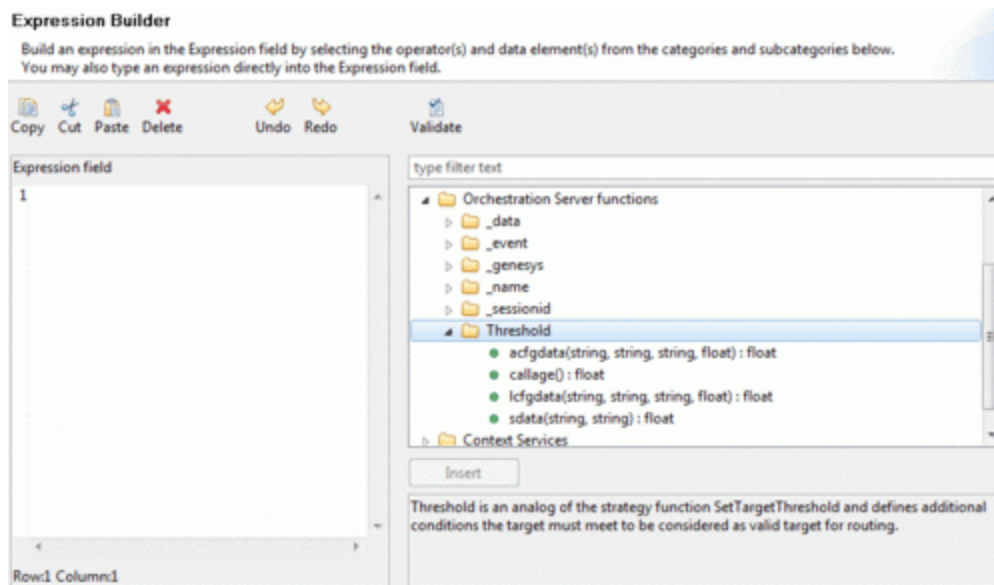 Expression Builder
Build an expression in the Expression field by selecting the operator(s) and data element(s) from the categories and subcategories below.
You may also type an expression directly into the Expression field.
Copy Cut Paste Delete Undo Redo Validate
Expression field
type filter text
1
Orchestration Server functions
_data
_event
_genesys
_name
_sessionid
Threshold
acfgdata(string, string, string, float) : float
callage() : float
lcfgdata(string, string, string, float) : float
sdata(string, string) : float
Context Services
Insert
Threshold is an analog of the strategy function SetTargetThreshold and defines additional
conditions the target must meet to be considered as valid target for routing.
Row:1 Column:1